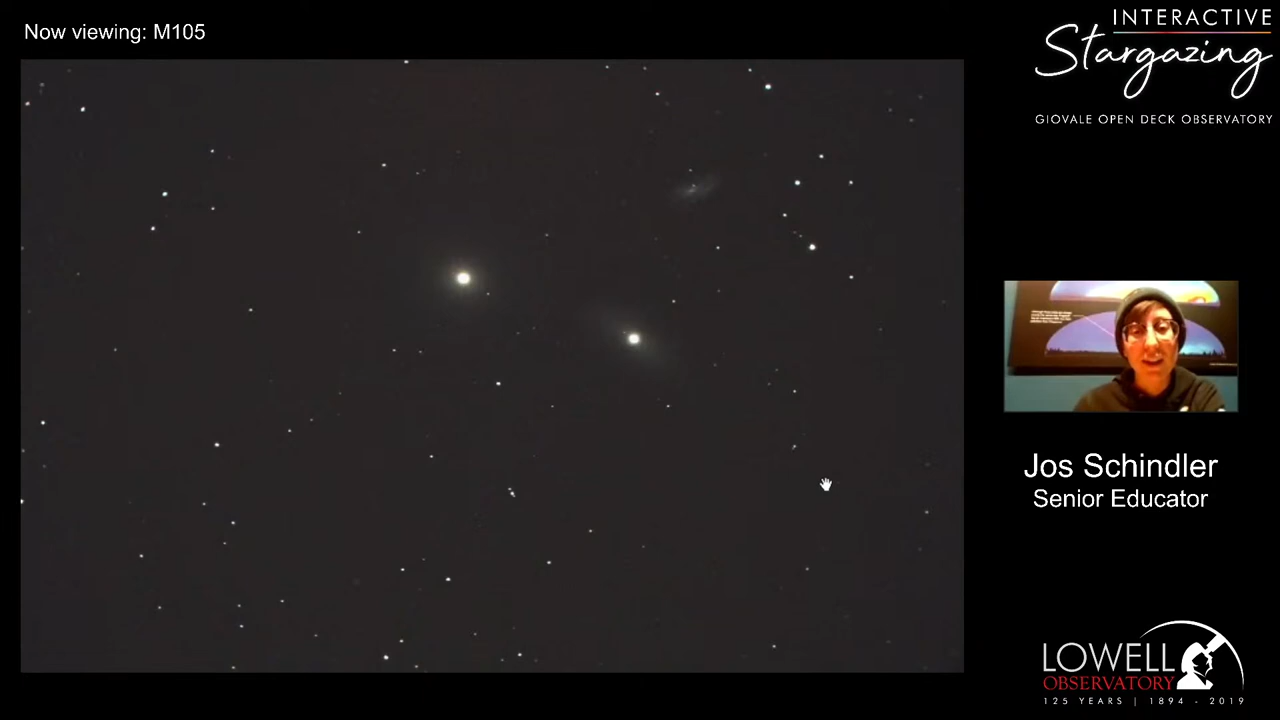 Now viewing: M105
INTERACTIVE
Stargazing
GIOVALE OPEN DECK OBSERVATORY
Jos Schindler
Senior Educator
LOWELL
OBSERVATORY
125 YEARS | 1894 - 2019